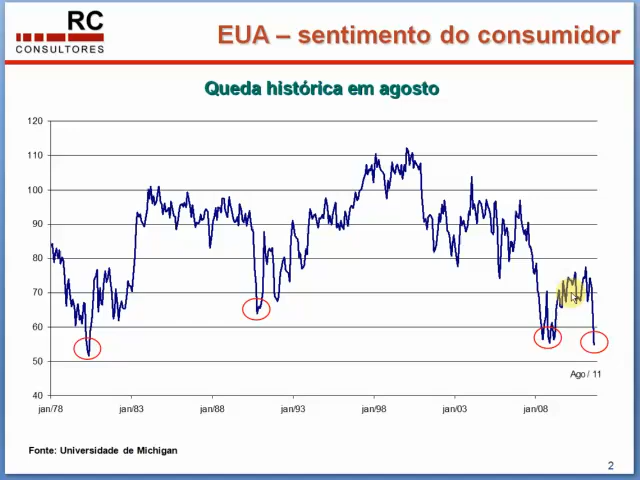 RC
CONSULTORES
EUA – sentimento do consumidor
Queda histórica em agosto
120
110
100
90
80
70
60
50
40
jan/78
jan/83
jan/88
jan/93
jan/98
jan/03
jan/08
Ago / 11
Fonte: Universidade de Michigan
2